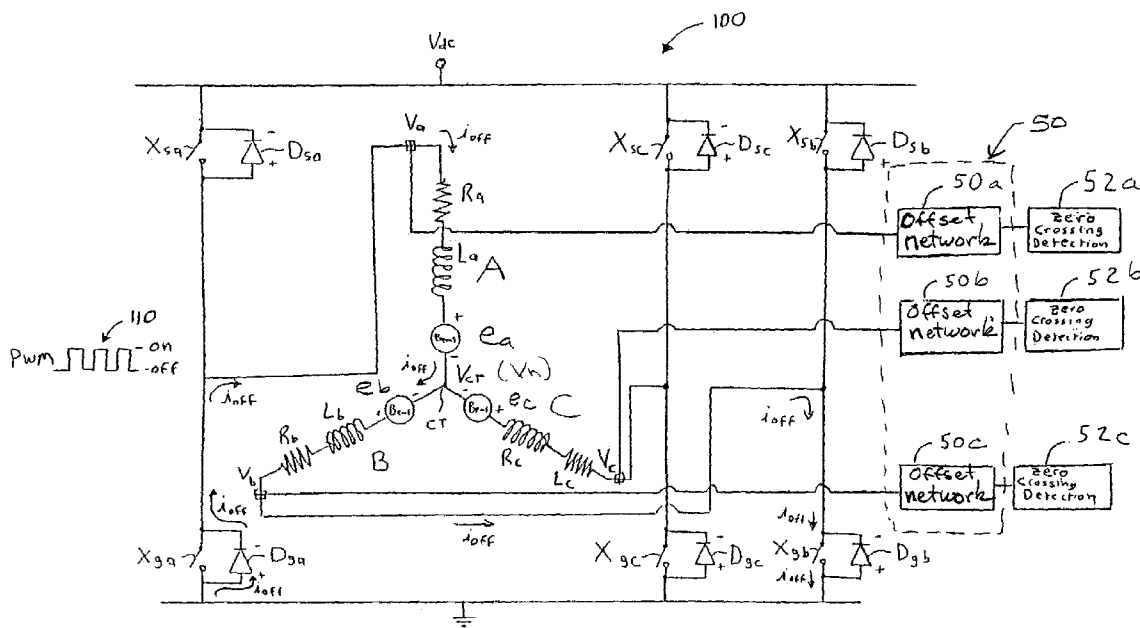 100
Vdc
Xsa
Dsa
Va
ioff
Xsc
Dsc
Xsb
Dsb
50
50a
52a
Ra
Offset network
Zero Crossing Detection
La
A
50b
52b
110
PWM
on
off
Offset network
Zero Crossing Detection
ea
ioff
ioff
VCT
(Vn)
eb
ec
C
ioff
Lb
CT
Rb
B
Rc
Lc
Vc
Vb
50c
52c
Offset network
Zero Crossing Detection
ioff
ioff
ioff
Xga
Dga
Xgc
Dgc
Xgb
Dgb
ioff
ioff